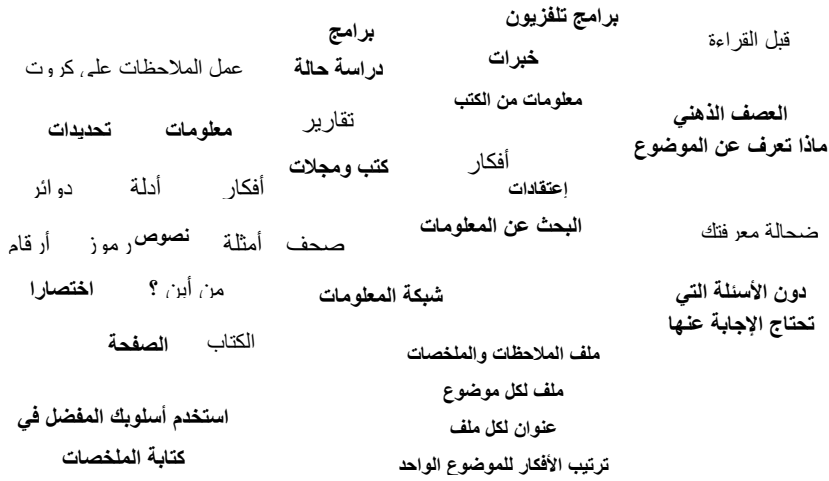 قبل القراءة
العصف الذهني
ماذا تعرف عن الموضوع
ضحالة معرفتك
دون الأسئلة التي
تحتاج الإجابة عنها
برامج تلفزيون
خبرات
معلومات من الكتب
أفكار
إعتقادات
البحث عن المعلومات
برامج
دراسة حالة
تقارير
كتب ومجلات
شبكة المعلومات
ملف الملاحظات والملخصات
ملف لكل موضوع
عنوان لكل ملف
ترتيب الأفكار للموضوع الواحد
عمل الملاحظات على كروت
معلومات تحديدات
أفكار أدلة دوائر
صحف أمثلة نصوص رموز أرقام
من أين ؟ اختصارا
الكتاب الصفحة
استخدم أسلوبك المفضل في
كتابة الملخصات